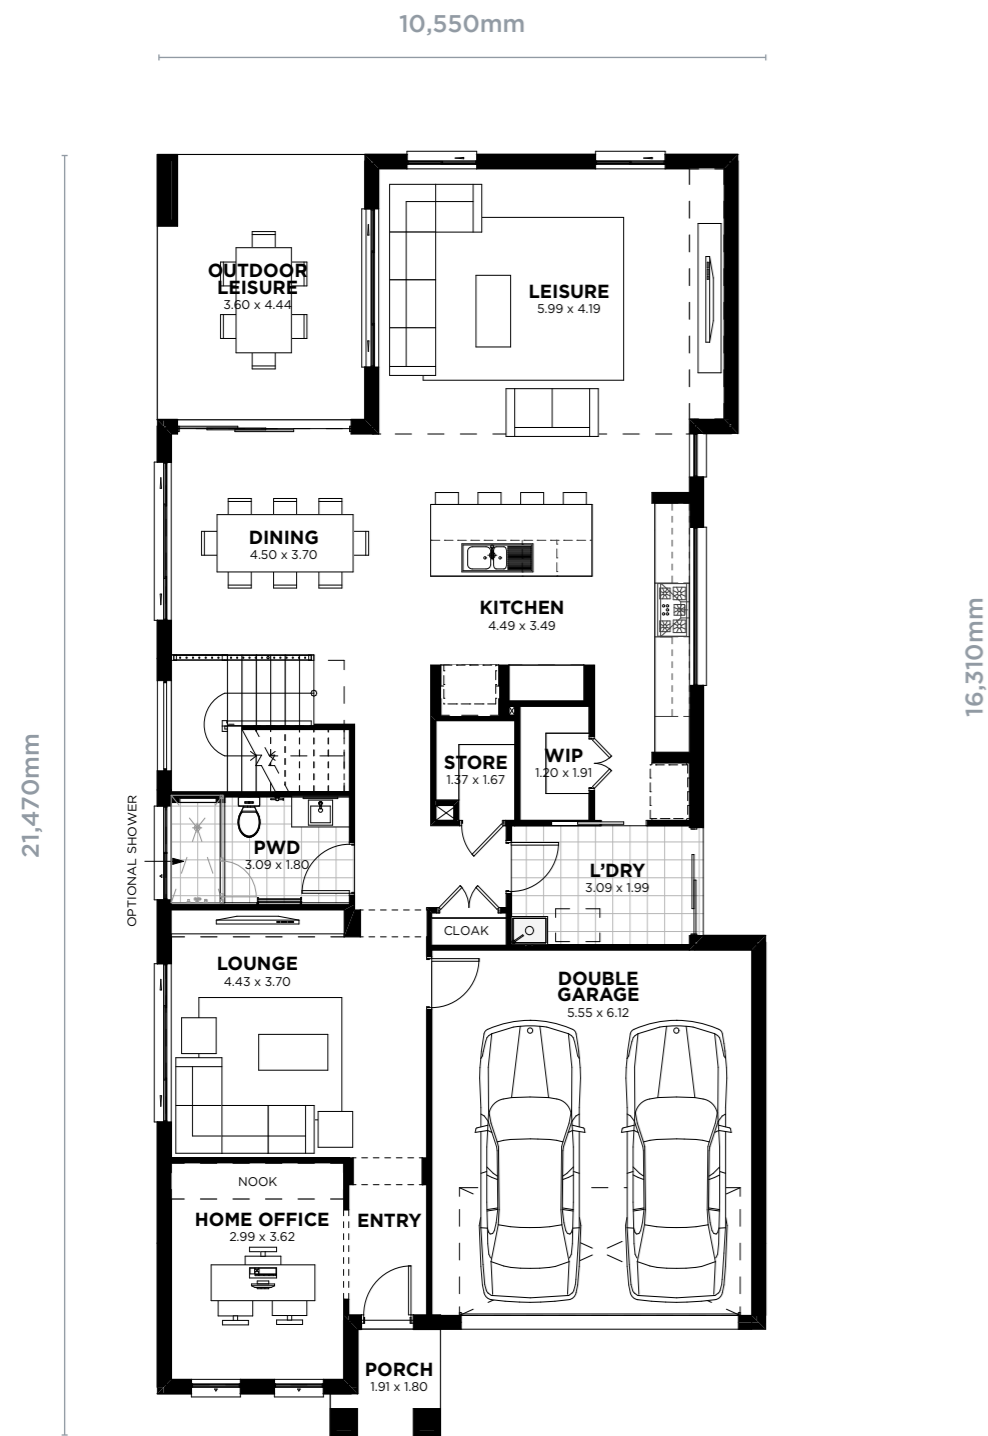 10,550mm
OUTDOOR
LEISURE
3.60 x 4.44
LEISURE
5.99 x 4.19
DINING
4.50 x 3.70
KITCHEN
4.49 x 3.49
16,310mm
21,470mm
STORE
1.37 x 1.67
WIP
1.20 x 1.91
OPTIONAL SHOWER
PWD
3.09 x 1.80
L'DRY
3.09 x 1.99
CLOAK
LOUNGE
4.43 x 3.70
DOUBLE
GARAGE
5.55 x 6.12
NOOK
HOME OFFICE
2.99 x 3.62
ENTRY
PORCH
1.91 x 1.80